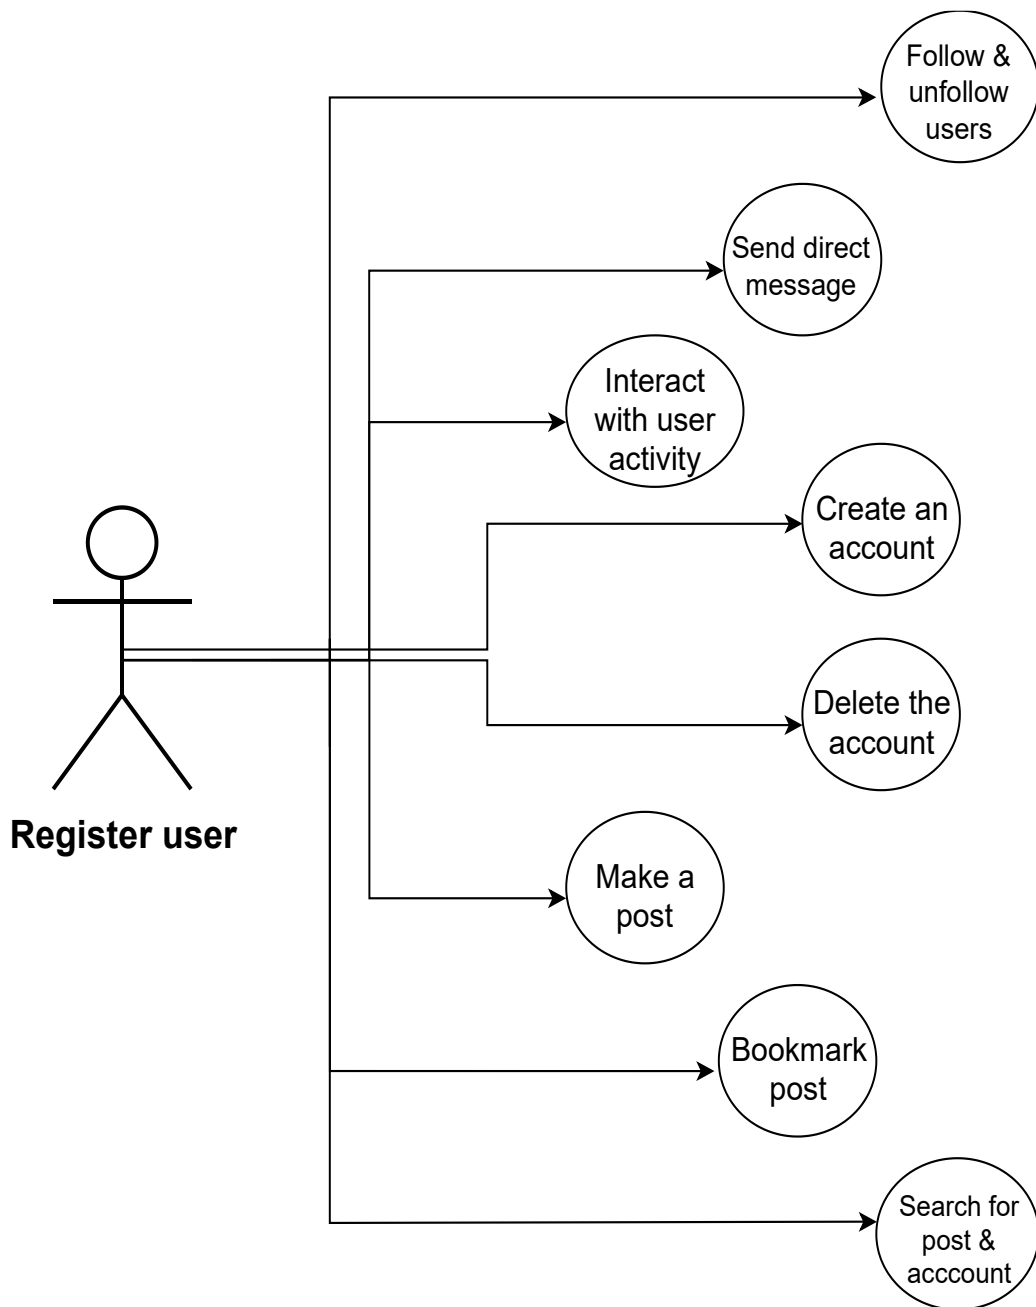 Follow &
unfollow
users
Send direct
message
Interact
with user
activity
Create an
account
Delete the
account
Register user
Make a
post
Bookmark
post
Search for
post &
acccount